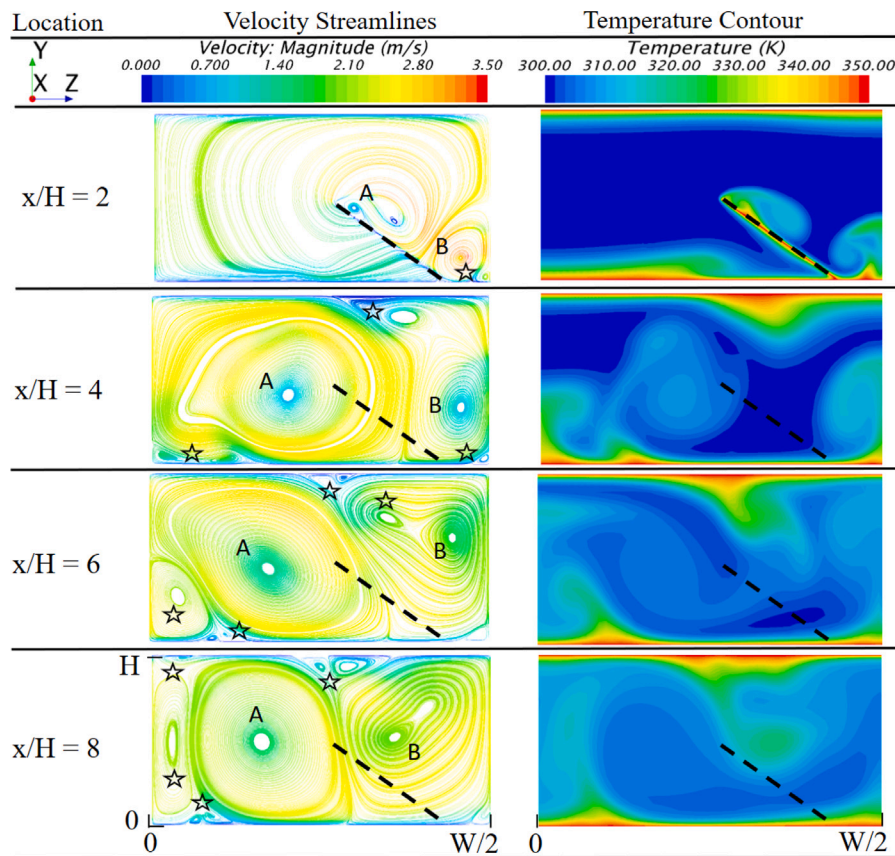 Location Velocity Streamlines Temperature Contour
Y
X Z
Velocity: Magnitude (m/s)
0.000 0.700 1.40 2.10 2.80 3.50
Temperature (K)
300.00 310.00 320.00 330.00 340.00 350.00
x/H = 2
A
B
x/H = 4
A
B
x/H = 6
A
B
x/H = 8
H
A
B
0
0 W/2 0 W/2